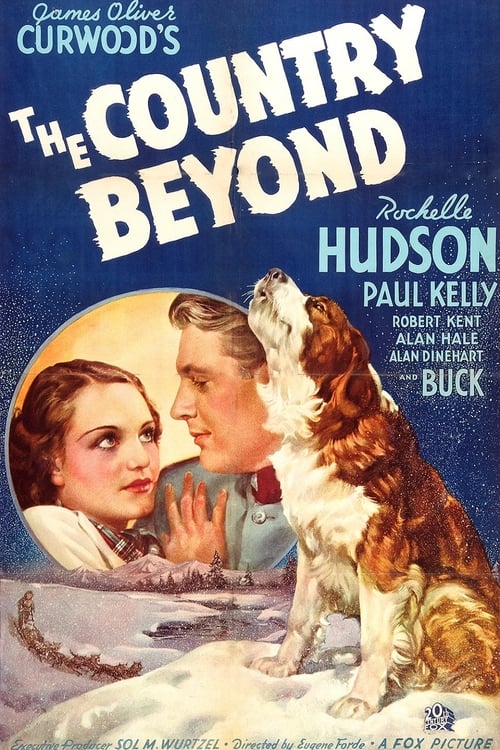 James Oliver
CURWOOD'S
THE COUNTRY
BEYOND
Rochelle
HUDSON
PAUL KELLY
ROBERT KENT
ALAN HALE
ALAN DINEHART
AND BUCK
20th
CENTURY
FOX
Executive Producer SOL M. WURTZEL · Directed by Eugene Forde · A FOX PICTURE